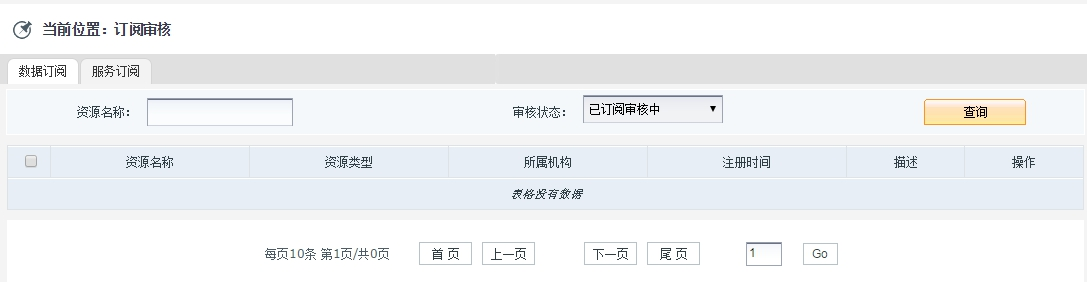 当前位置：订阅审核
数据订阅 服务订阅
资源名称： 审核状态： 已订阅审核中 查询
资源名称 资源类型 所属机构 注册时间 描述 操作
表格没有数据
每页10条 第1页/共0页 首 页 上一页 下一页 尾 页 1 Go